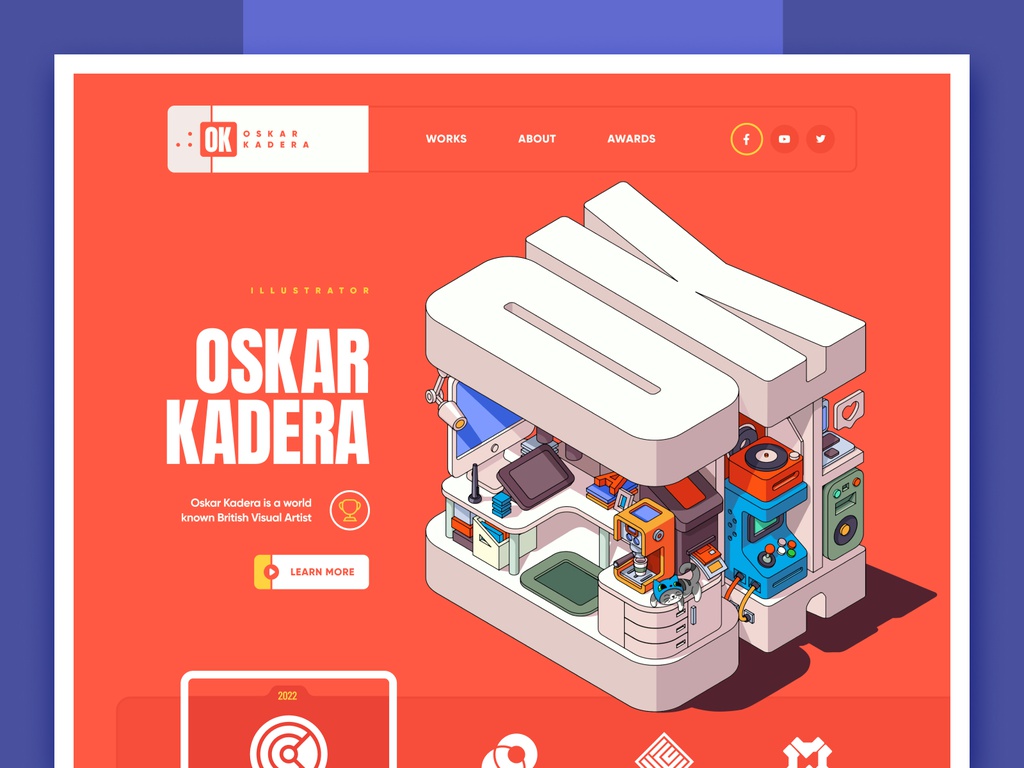 OK
OSKAR
KADERA
WORKS
ABOUT
AWARDS
ILLUSTRATOR
OSKAR
KADERA
Oskar Kadera is a world
known British Visual Artist
LEARN MORE
2022